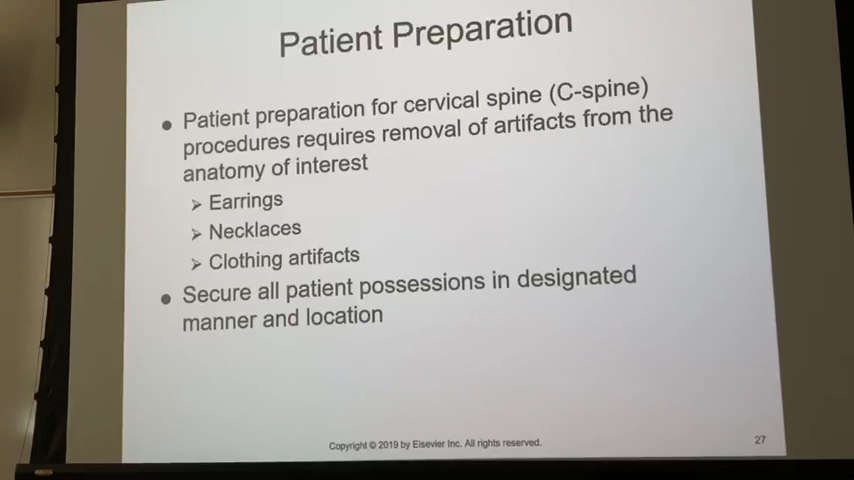 Patient Preparation
● Patient preparation for cervical spine (C-spine)
procedures requires removal of artifacts from the
anatomy of interest
➢ Earrings
➢ Necklaces
➢ Clothing artifacts
● Secure all patient possessions in designated
manner and location
Copyright © 2019 by Elsevier Inc. All rights reserved.
27